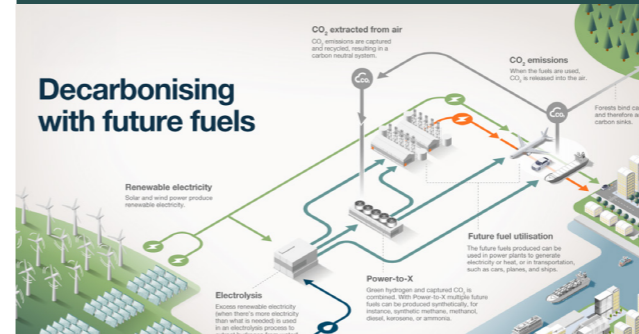 Decarbonising
with future fuels
CO2 extracted from air
CO2 emissions are captured
and recycled, resulting in a
carbon neutral system.
CO2
CO2 emissions
When the fuels are used,
CO2 is released into the air.
CO2
Forests bind ca
and therefore a
carbon sinks.
Renewable electricity
Solar and wind power produce
renewable electricity.
Electrolysis
Excess renewable electricity
(when there's more electricity
than what is needed) is used
in an electrolysis process to
Power-to-X
Green hydrogen and captured CO2 is
combined. With Power-to-X multiple future
fuels can be produced synthetically, for
instance, synthetic methane, methanol,
diesel, kerosene, or ammonia.
Future fuel utilisation
The future fuels produced can be
used in power plants to generate
electricity or heat, or in transportation,
such as cars, planes, and ships.